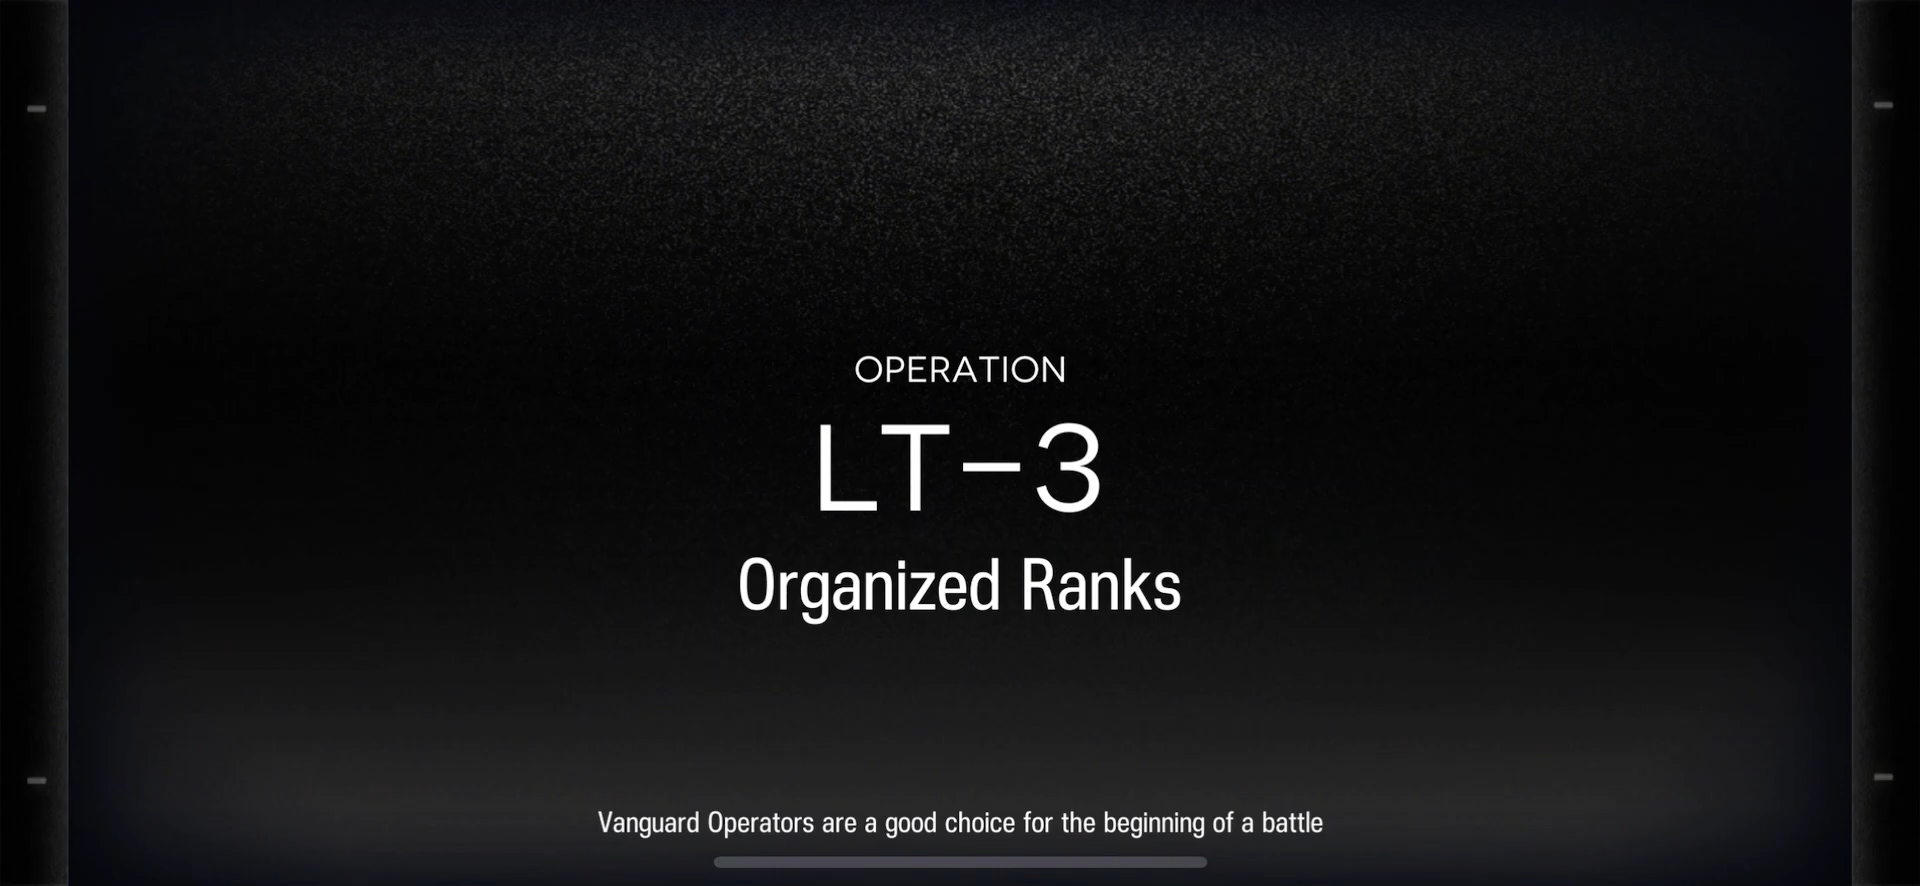 OPERATION
LT-3
Organized Ranks
Vanguard Operators are a good choice for the beginning of a battle